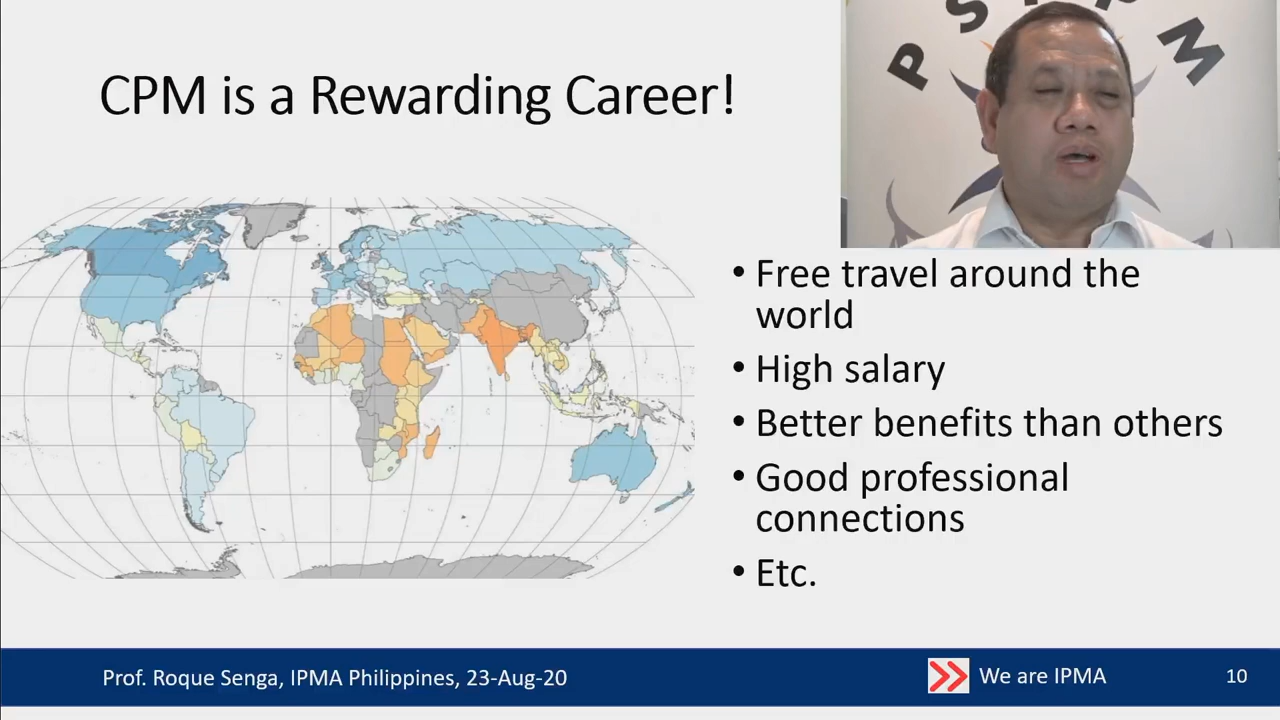 CPM is a Rewarding Career!
• Free travel around the
world
• High salary
• Better benefits than others
• Good professional
connections
• Etc.
Prof. Roque Senga, IPMA Philippines, 23-Aug-20
We are IPMA
10